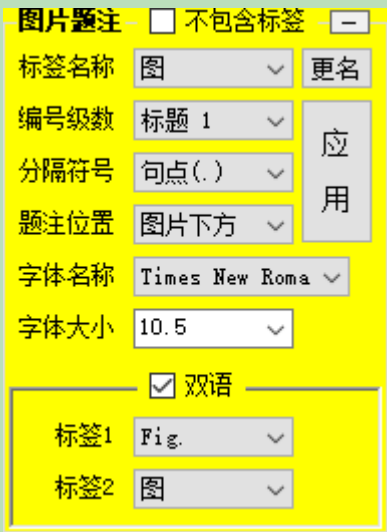 图片题注 不包含标签
标签名称 图 更名
编号级数 标题 1
应用
分隔符号 句点(.)
题注位置 图片下方
字体名称 Times New Roma
字体大小 10.5
双语
标签1 Fig.
标签2 图